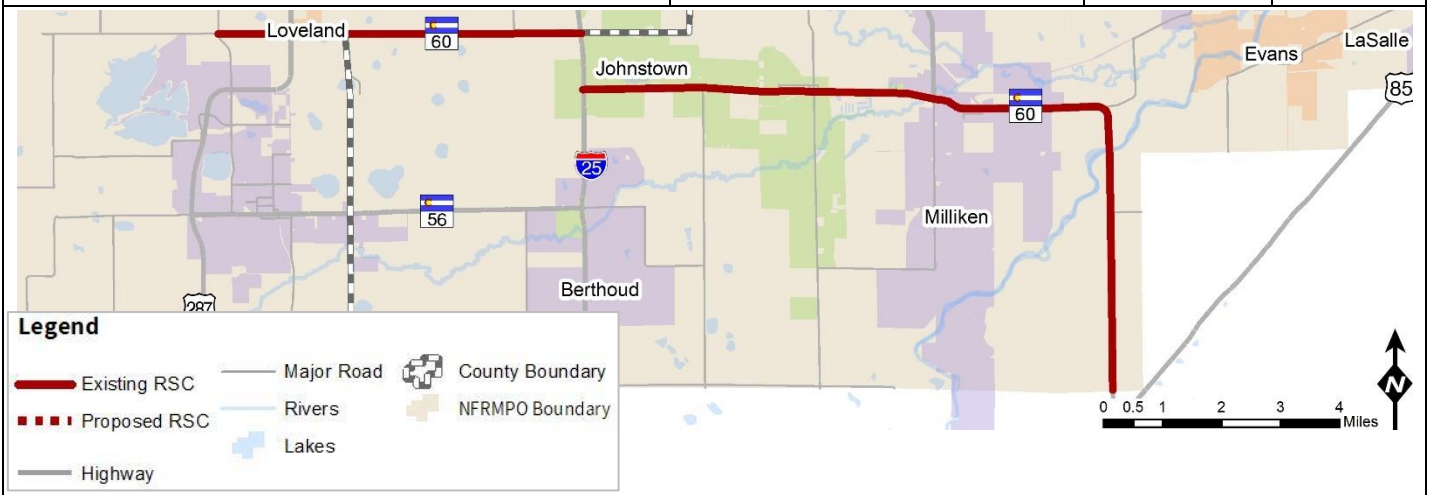 Loveland
60
Johnstown
Evans
LaSalle
85
60
25
56
Milliken
Berthoud
287
Legend
Existing RSC
Proposed RSC
Highway
Major Road
Rivers
Lakes
County Boundary
NFRMPO Boundary
N
0 0.5 1 2 3 4
Miles